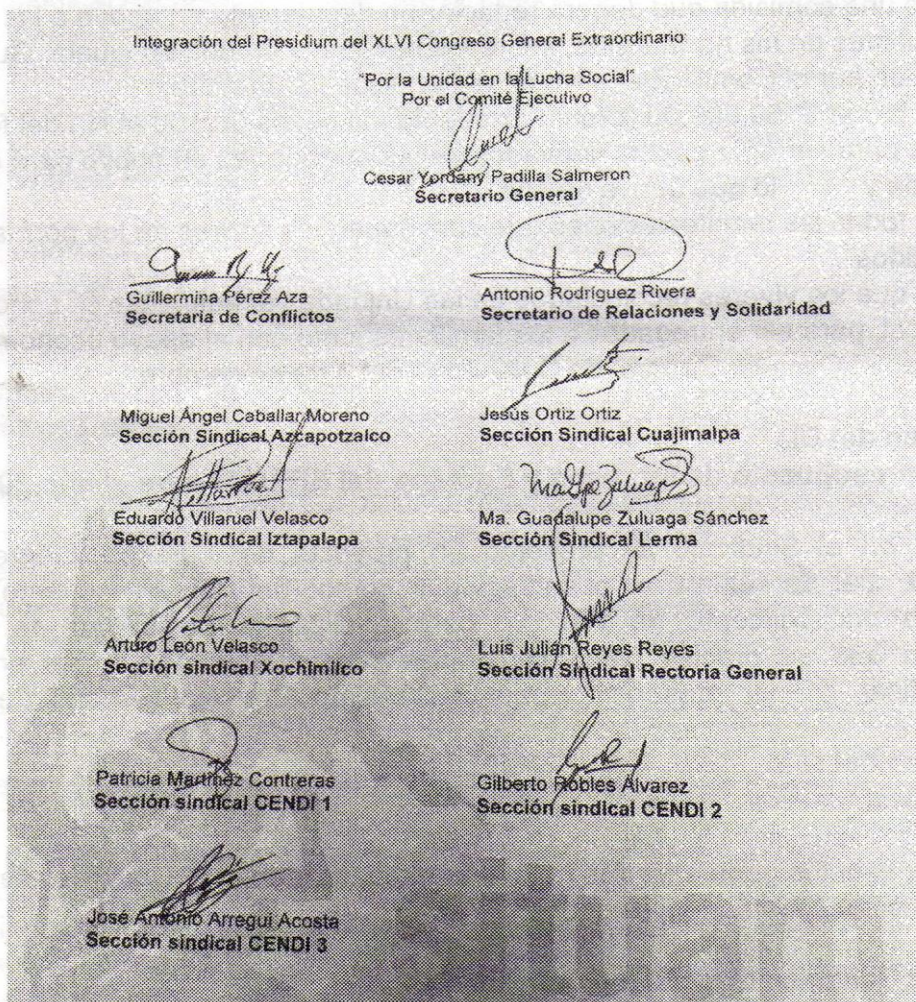 Integración del Presídium del XLVI Congreso General Extraordinario
"Por la Unidad en la Lucha Social"
Por el Comité Ejecutivo
Cesar Yordany Padilla Salmeron
Secretario General
Guillermina Pérez Aza
Secretaria de Conflictos
Antonio Rodríguez Rivera
Secretario de Relaciones y Solidaridad
Miguel Ángel Caballar Moreno
Sección Sindical Azcapotzalco
Jesús Ortiz Ortiz
Sección Sindical Cuajimalpa
Eduardo Villaruel Velasco
Sección Sindical Iztapalapa
Ma. Guadalupe Zuluaga Sánchez
Sección Sindical Lerma
Arturo León Velasco
Sección sindical Xochimilco
Luis Julián Reyes Reyes
Sección Sindical Rectoria General
Patricia Martínez Contreras
Sección sindical CENDI 1
Gilberto Robles Álvarez
Sección sindical CENDI 2
José Antonio Arregui Acosta
Sección sindical CENDI 3